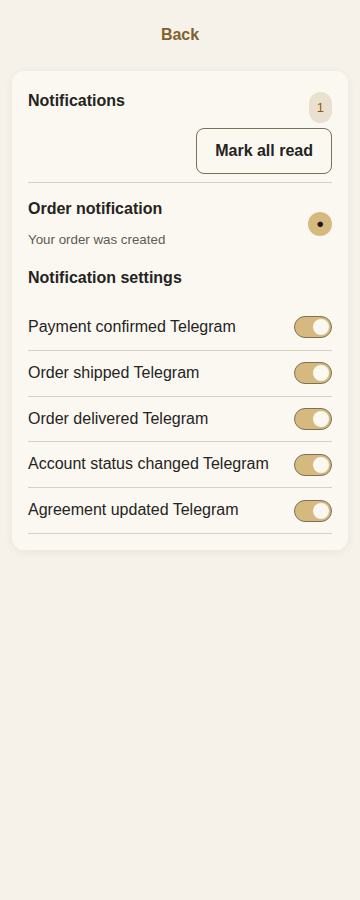 Back
Notifications
1
Mark all read
Order notification
Your order was created
Notification settings
Payment confirmed Telegram
Order shipped Telegram
Order delivered Telegram
Account status changed Telegram
Agreement updated Telegram